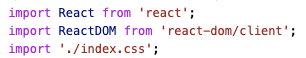 import React from 'react';
import ReactDOM from 'react-dom/client';
import './index.css';